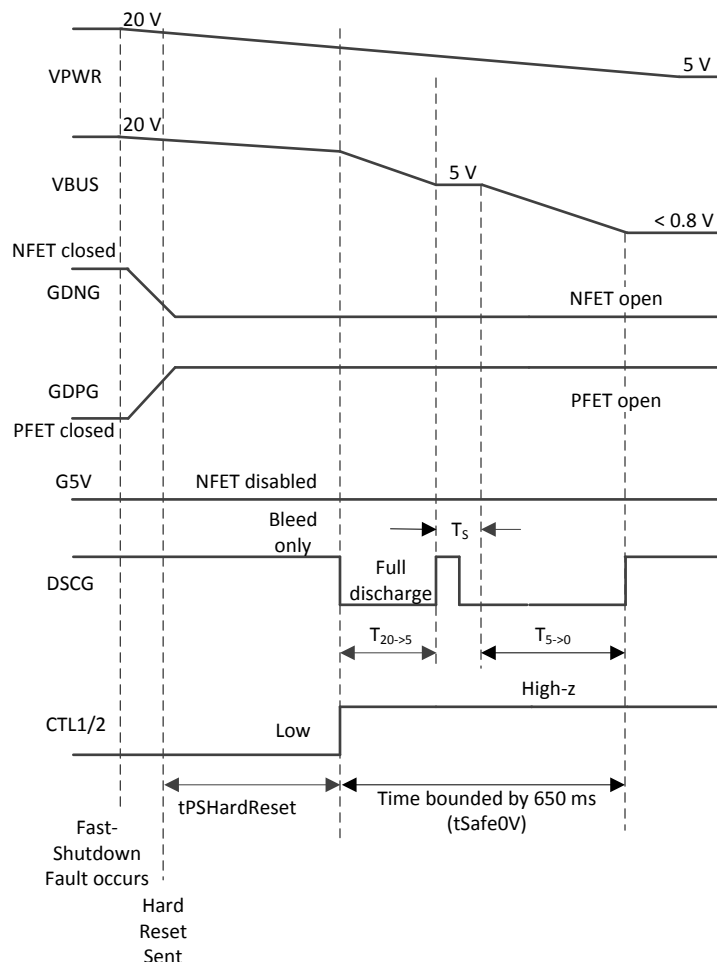 20 V
VPWR
5 V
20 V
VBUS
5 V
< 0.8 V
NFET closed
GDNG
NFET open
GDPG
PFET closed
PFET open
G5V
NFET disabled
Bleed
only
TS
DSCG
Full
discharge
T20->5
T5->0
High-z
CTL1/2
Low
tPSHardReset
Time bounded by 650 ms
(tSafe0V)
Fast-
Shutdown
Fault occurs
Hard
Reset
Sent